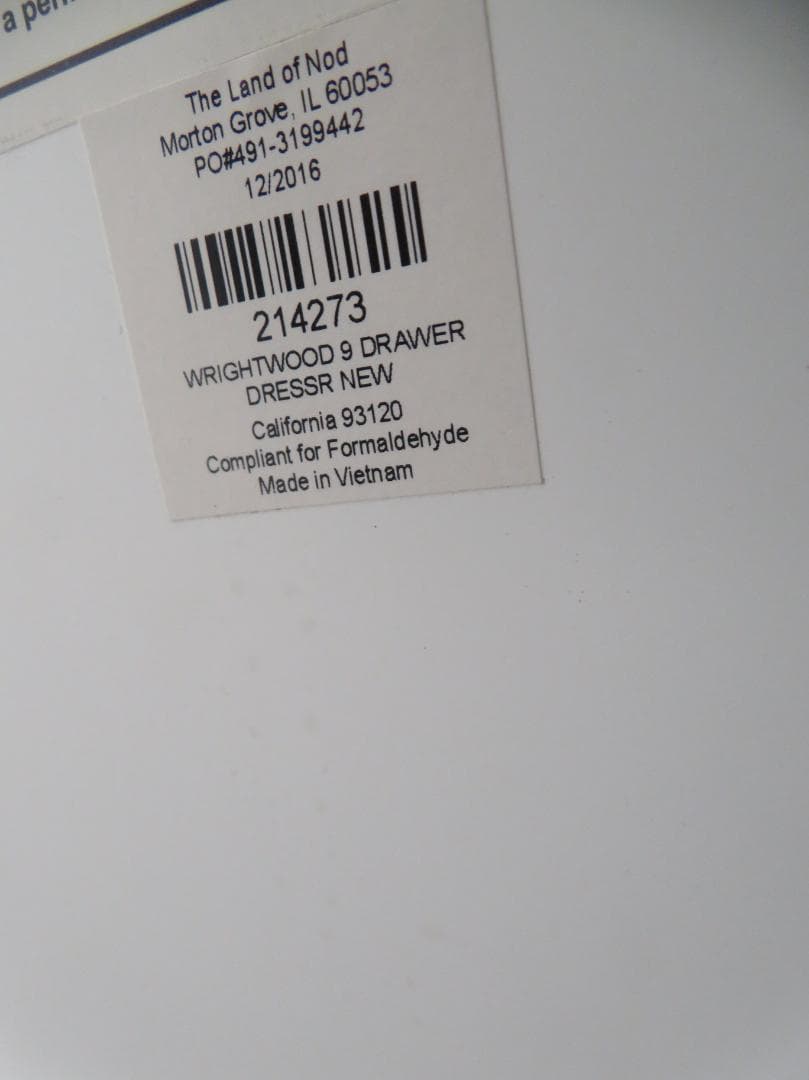 a
The Land of Nod
Morton Grove, IL 60053
PO#491-3199442
12/2016
214273
WRIGHTWOOD 9 DRAWER
DRESSR NEW
California 93120
Compliant for Formaldehyde
Made in Vietnam